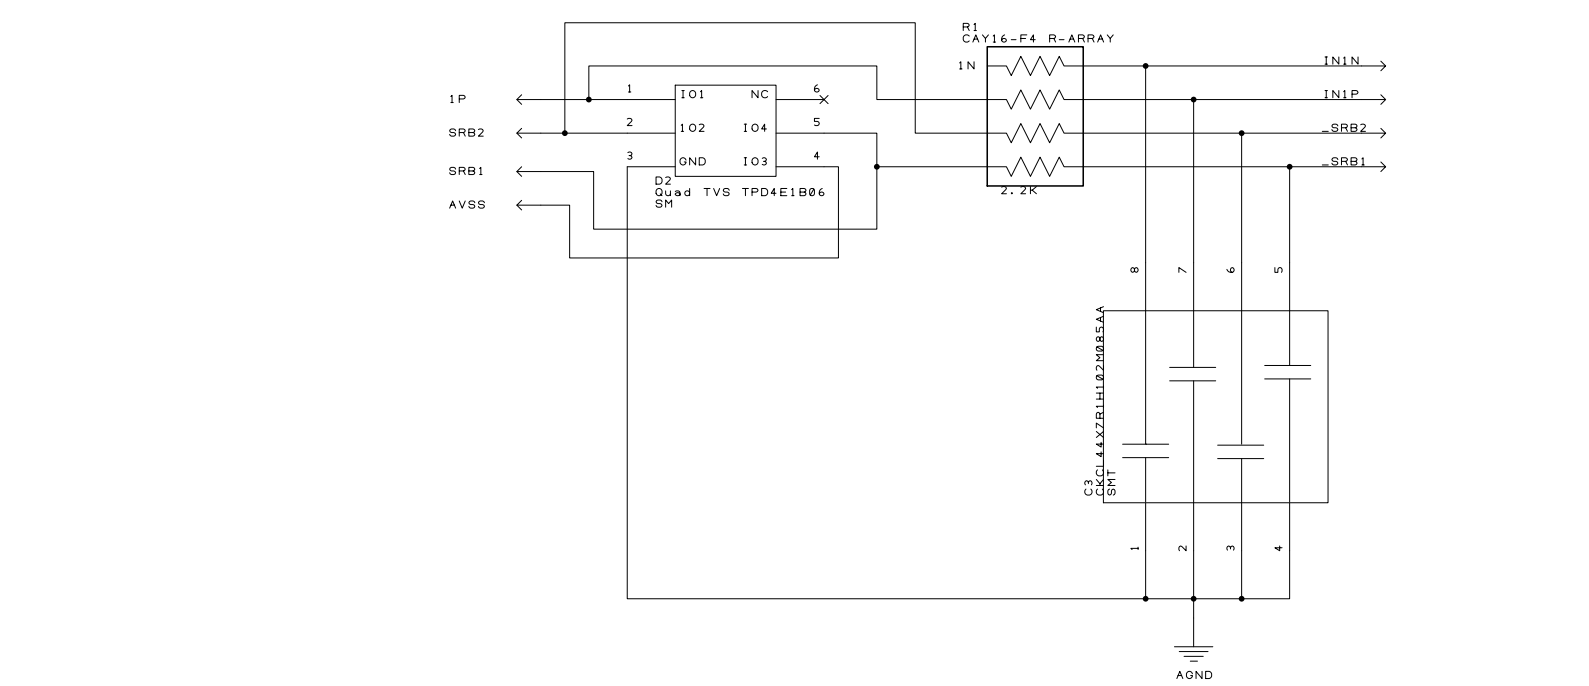 R1
CAY16-F4 R-ARRAY
1N
IN1N
1P
1
IO1
NC
6
IN1P
SRB2
2
1O2
IO4
5
_SRB2
SRB1
3
GND
IO3
4
_SRB1
D2
Quad TVS TPD4E1B06
SM
2.2K
AVSS
8
7
6
5
C3
CKCL44X7R1H102M085AA
SMT
1
2
3
4
AGND